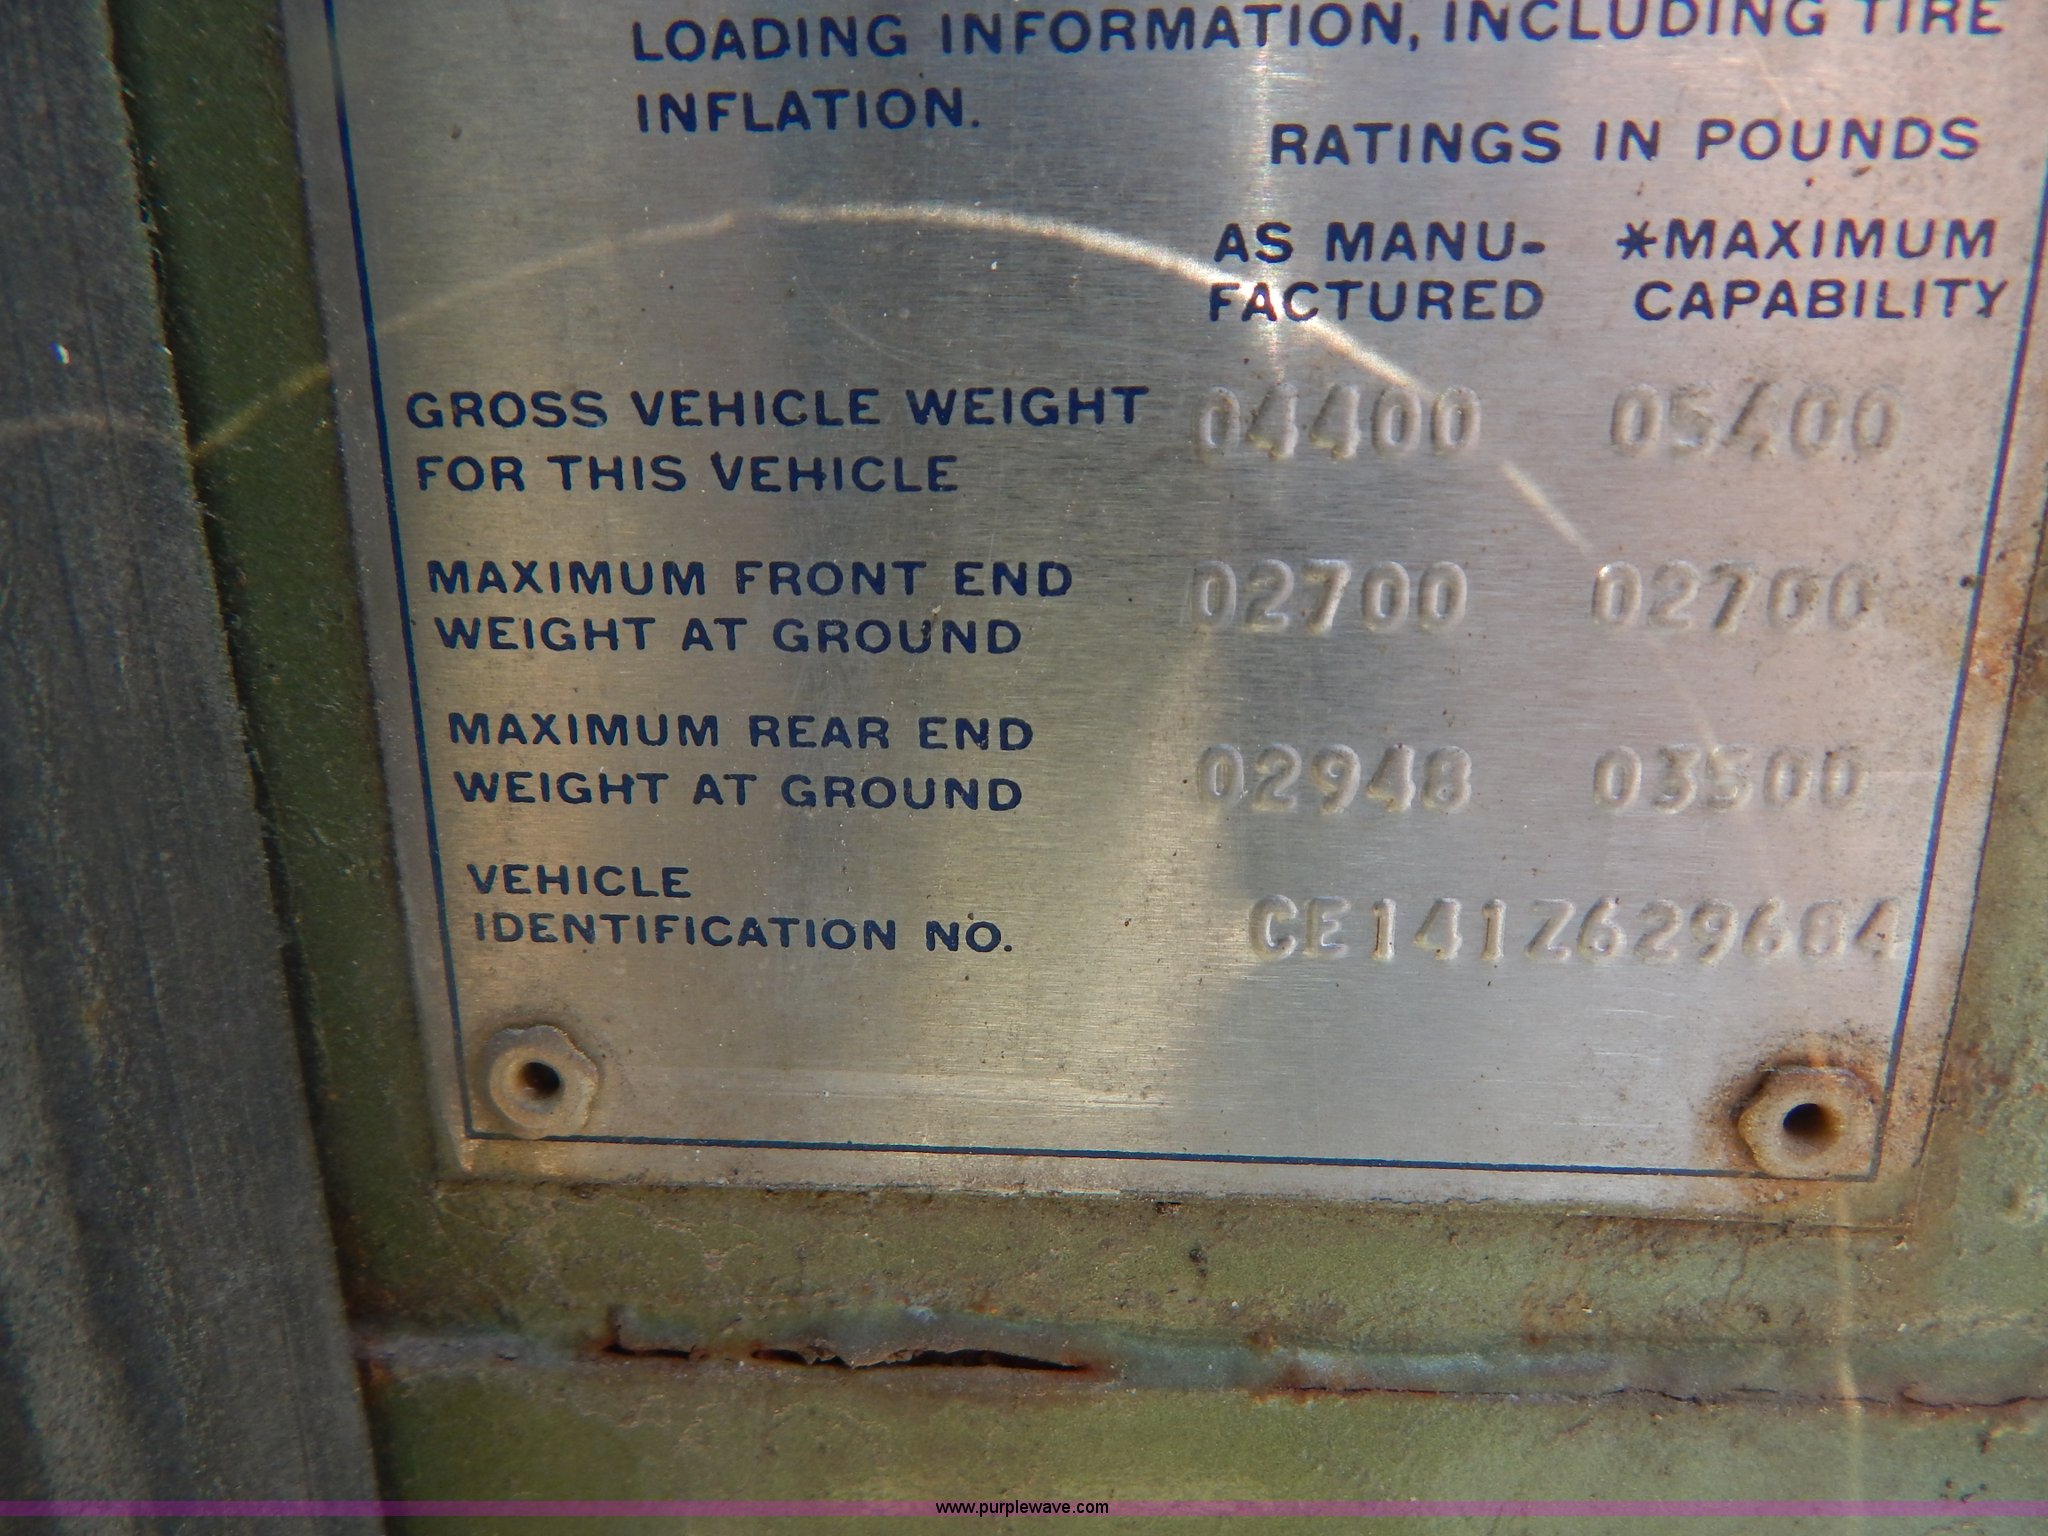 LOADING INFORMATION, INCLUDING TIRE
INFLATION.
RATINGS IN POUNDS
AS MANU- *MAXIMUM
FACTURED CAPABILITY
GROSS VEHICLE WEIGHT 04400 05400
FOR THIS VEHICLE
MAXIMUM FRONT END 02700 02700
WEIGHT AT GROUND
MAXIMUM REAR END 02948 03500
WEIGHT AT GROUND
VEHICLE CE141Z629684
IDENTIFICATION NO.
www.purplewave.com